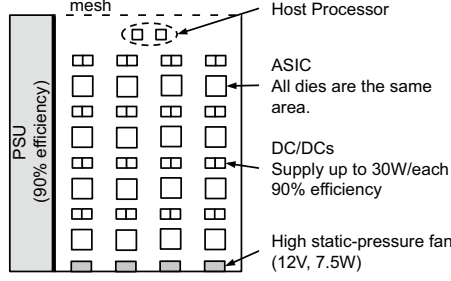 mesh
Host Processor
ASIC
All dies are the same
area.
DC/DCs
Supply up to 30W/each
90% efficiency
High static-pressure fan
(12V, 7.5W)
PSU
(90% efficiency)